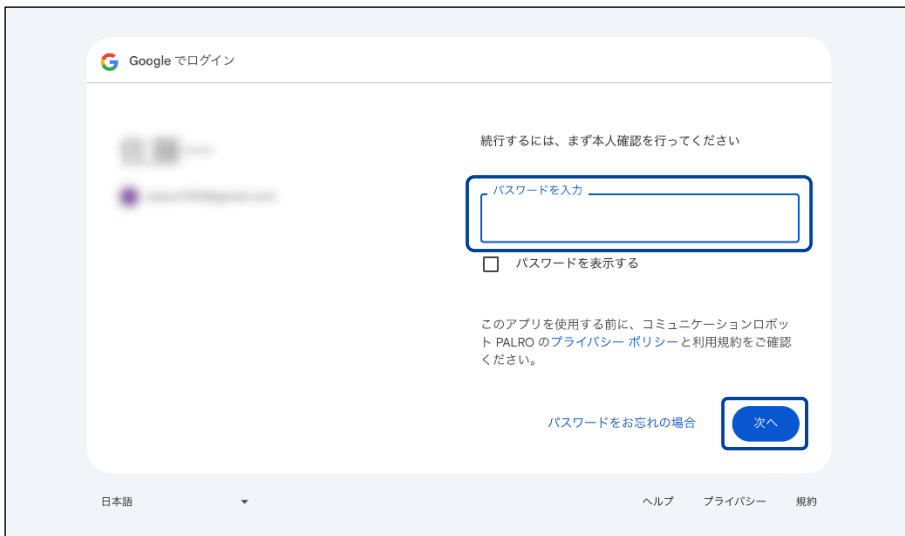 Google でログイン
続行するには、まず本人確認を行ってください
パスワードを入力
パスワードを表示する
このアプリを使用する前に、コミュニケーションロボッ
ト PALRO のプライバシー ポリシーと利用規約をご確認
ください。
パスワードをお忘れの場合
次へ
日本語
ヘルプ プライバシー 規約